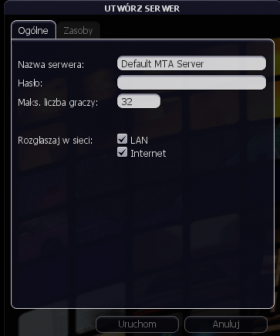 UTWÓRZ SERWER
Ogólne Zasoby
Nazwa serwera: Default MTA Server
Hasło:
Maks. liczba graczy: 32
Rozgłaszaj w sieci: LAN
Internet
Uruchom Anuluj